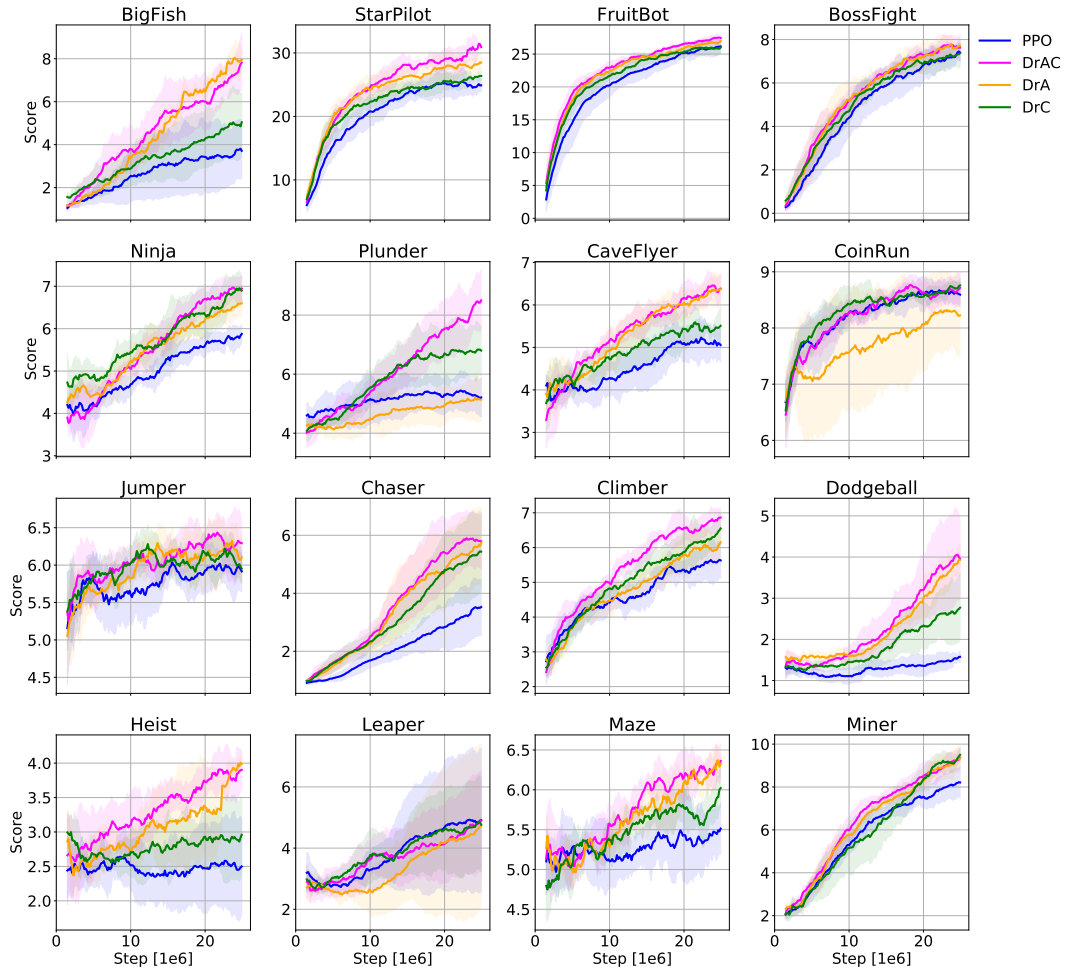 BigFish
StarPilot
FruitBot
BossFight
Score
8
6
4
2
30
20
10
25
20
15
10
5
0
8
6
4
2
0
PPO
DrAC
DrA
DrC
Ninja
Plunder
CaveFlyer
CoinRun
Score
7
6
5
4
3
8
6
4
7
6
5
4
3
9
8
7
6
Jumper
Chaser
Climber
Dodgeball
Score
6.5
6.0
5.5
5.0
4.5
6
4
2
7
6
5
4
3
2
5
4
3
2
1
Heist
Leaper
Maze
Miner
Score
4.0
3.5
3.0
2.5
2.0
6
4
2
6.5
6.0
5.5
5.0
4.5
10
8
6
4
2
0 10 20
0 10 20
0 10 20
0 10 20
Step [1e6]
Step [1e6]
Step [1e6]
Step [1e6]